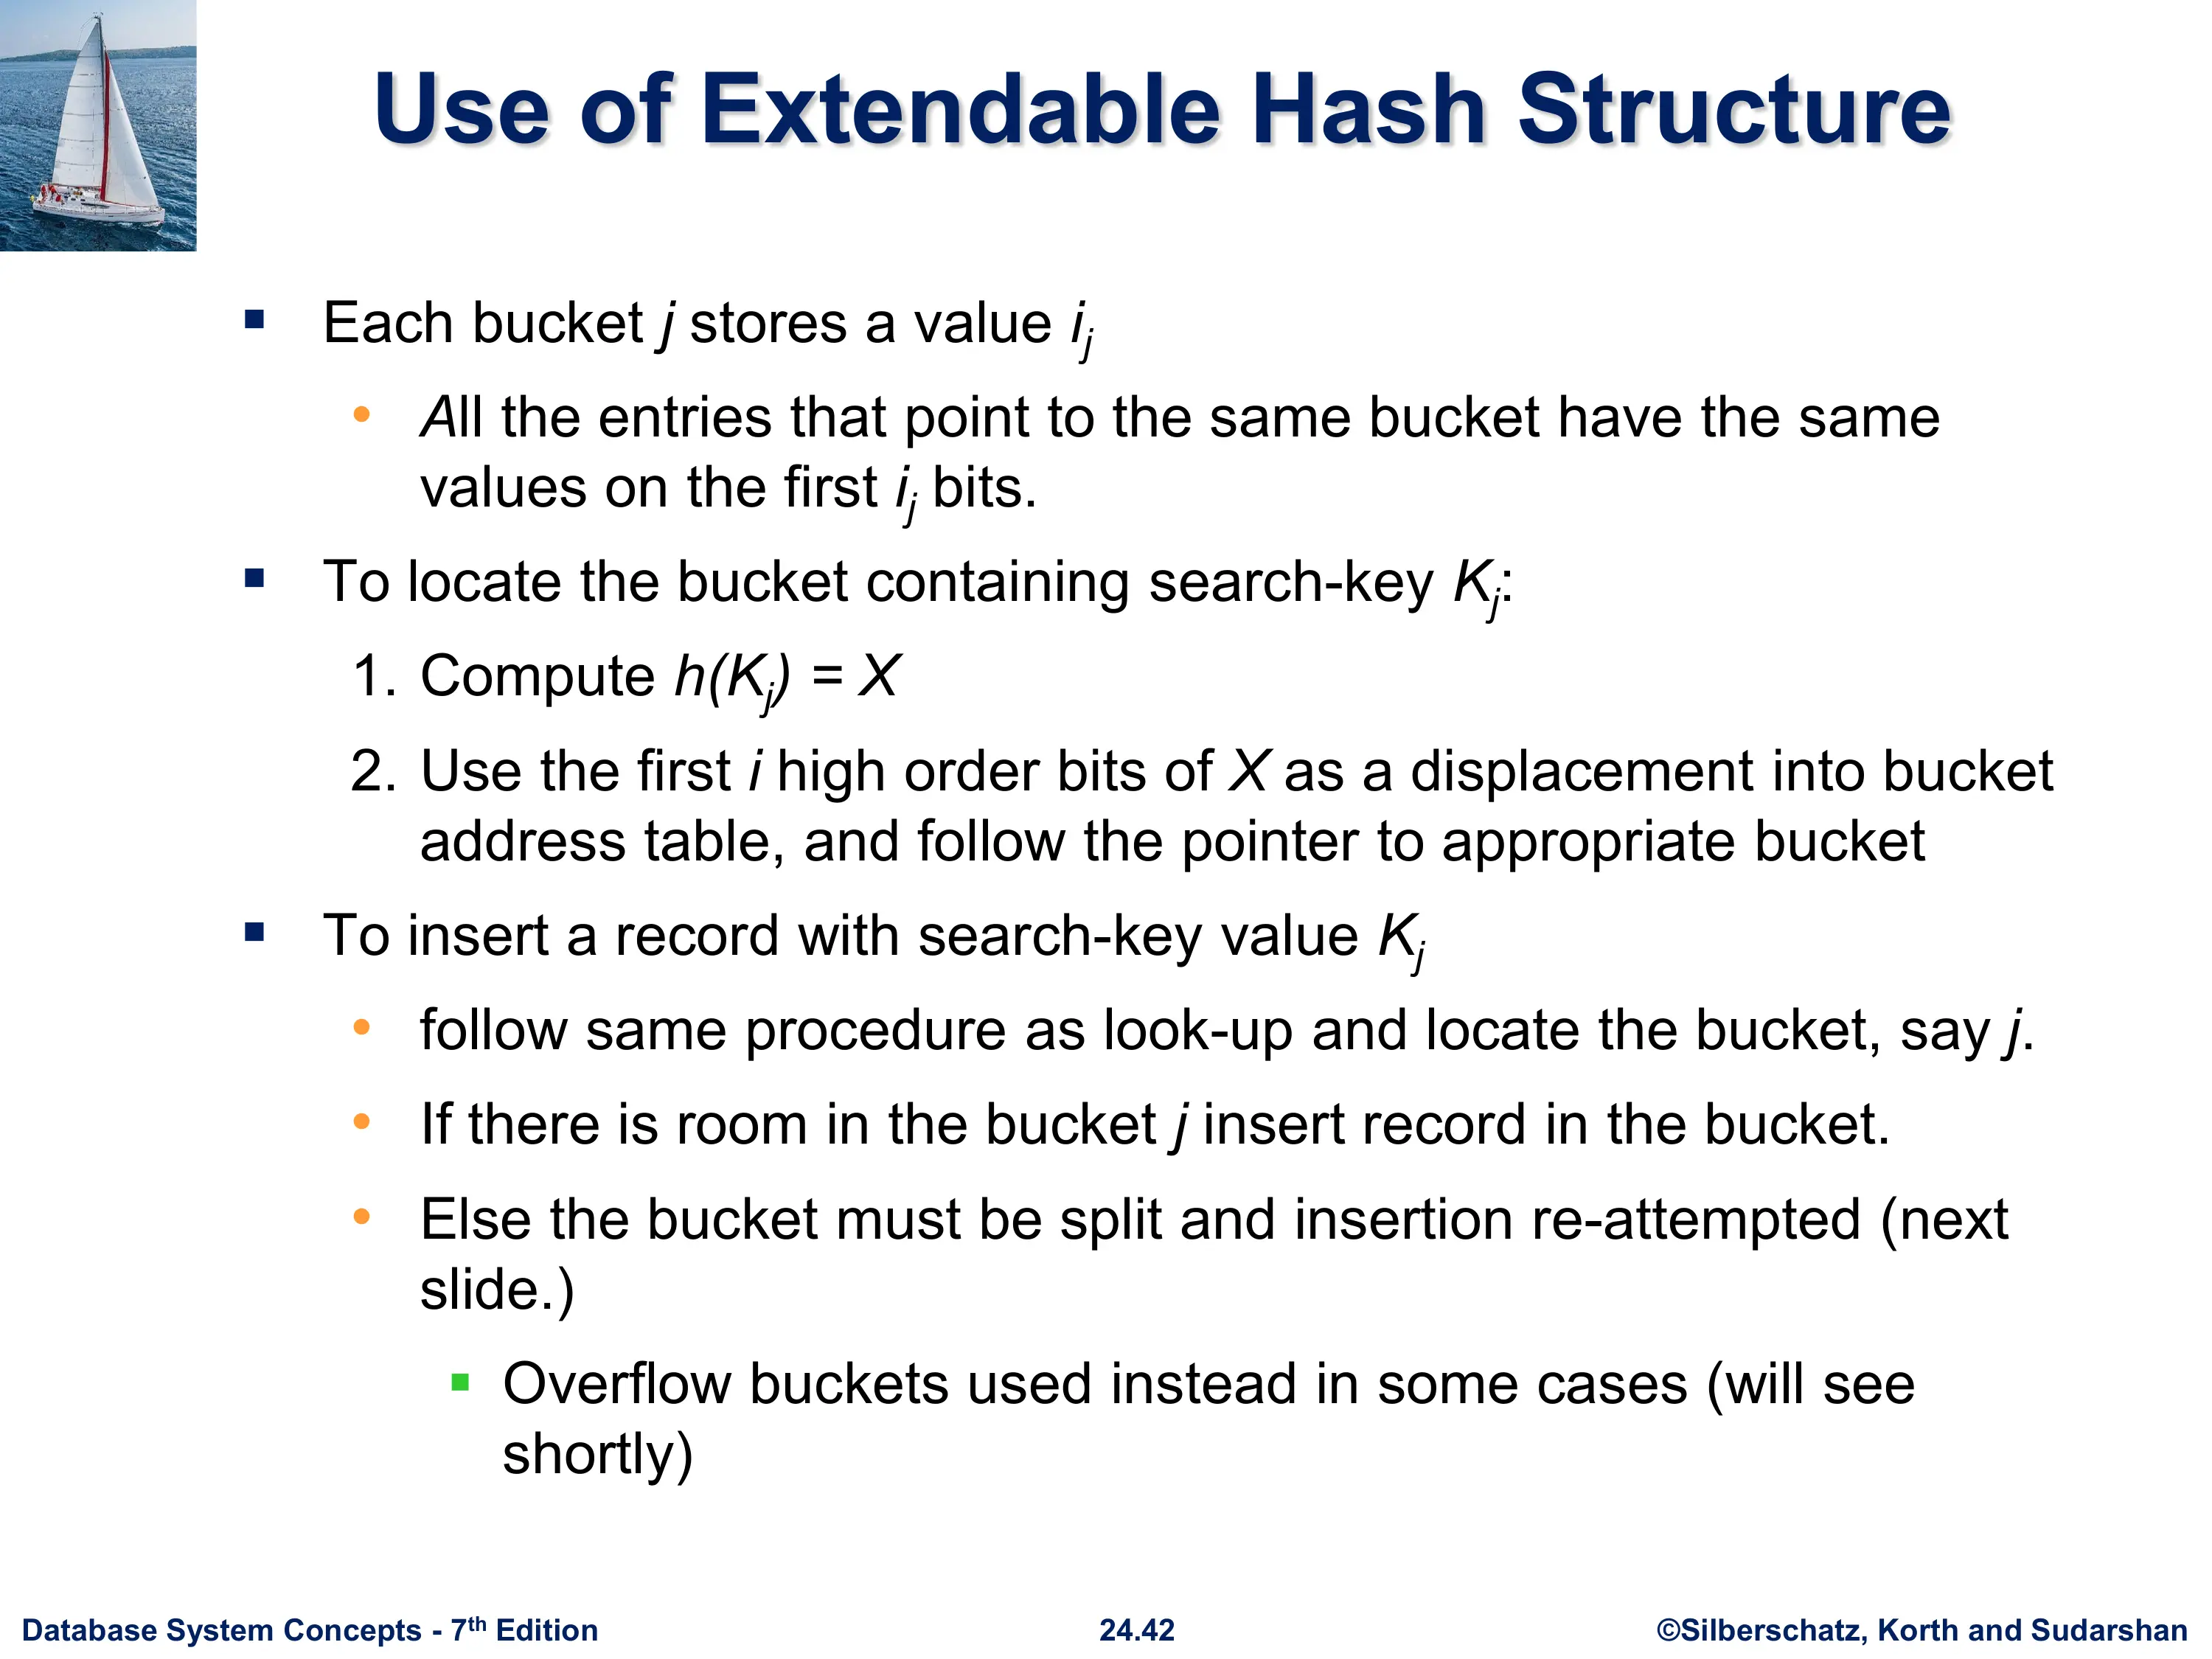 Use of Extendable Hash Structure
▪ Each bucket j stores a value i_j
• All the entries that point to the same bucket have the same
values on the first i_j bits.
▪ To locate the bucket containing search-key K_j:
1. Compute h(K_j) = X
2. Use the first i high order bits of X as a displacement into bucket
address table, and follow the pointer to appropriate bucket
▪ To insert a record with search-key value K_j
• follow same procedure as look-up and locate the bucket, say j.
• If there is room in the bucket j insert record in the bucket.
• Else the bucket must be split and insertion re-attempted (next
slide.)
▪ Overflow buckets used instead in some cases (will see
shortly)
Database System Concepts - 7th Edition
24.42
©Silberschatz, Korth and Sudarshan